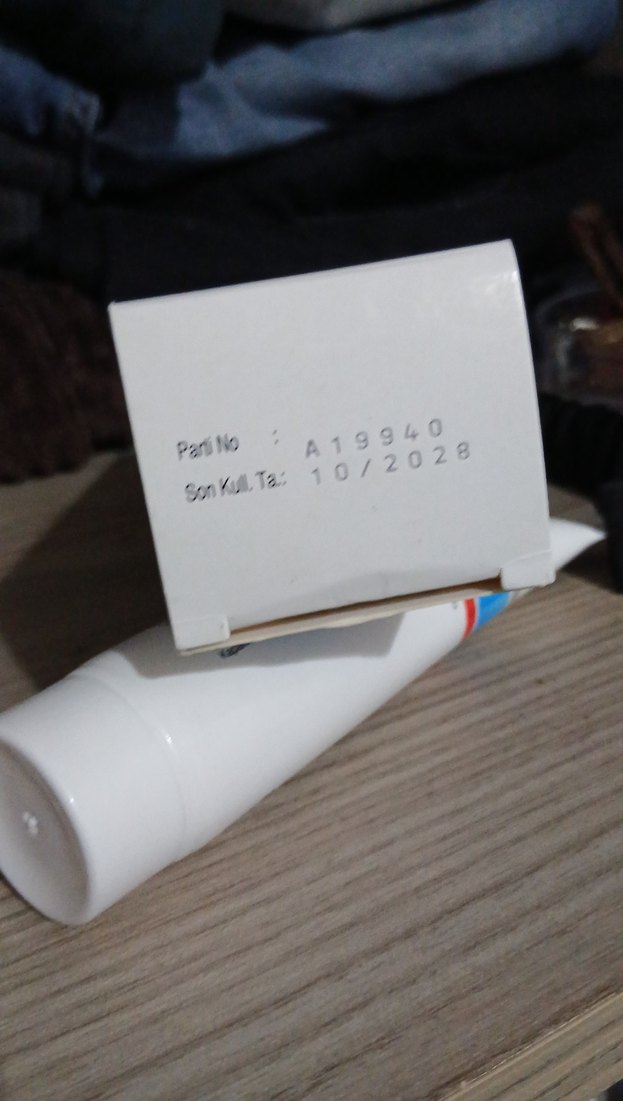 Parti No : A19940
Son Kull. Ta.: 10/2028